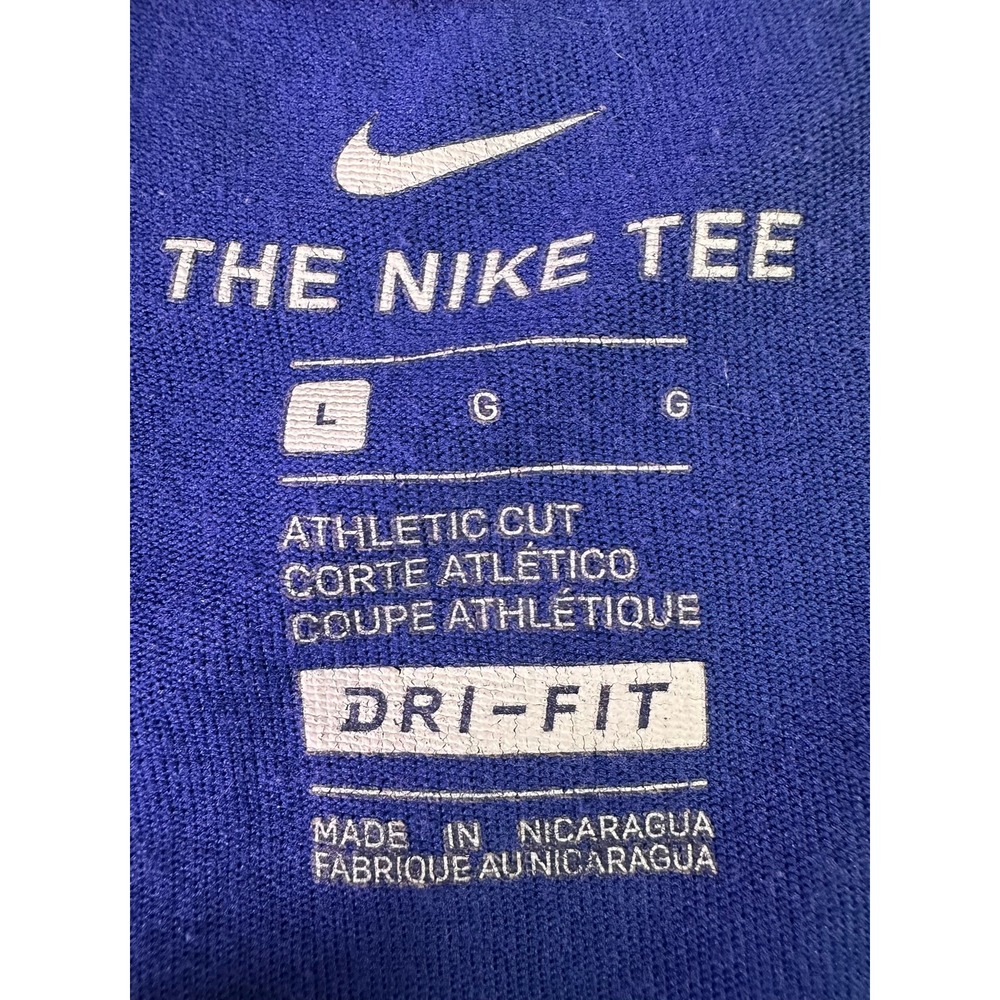 THE NIKE TEE
L G G
ATHLETIC CUT
CORTE ATLÉTICO
COUPE ATHLÉTIQUE
DRI-FIT
MADE IN NICARAGUA
FABRIQUE AU NICARAGUA